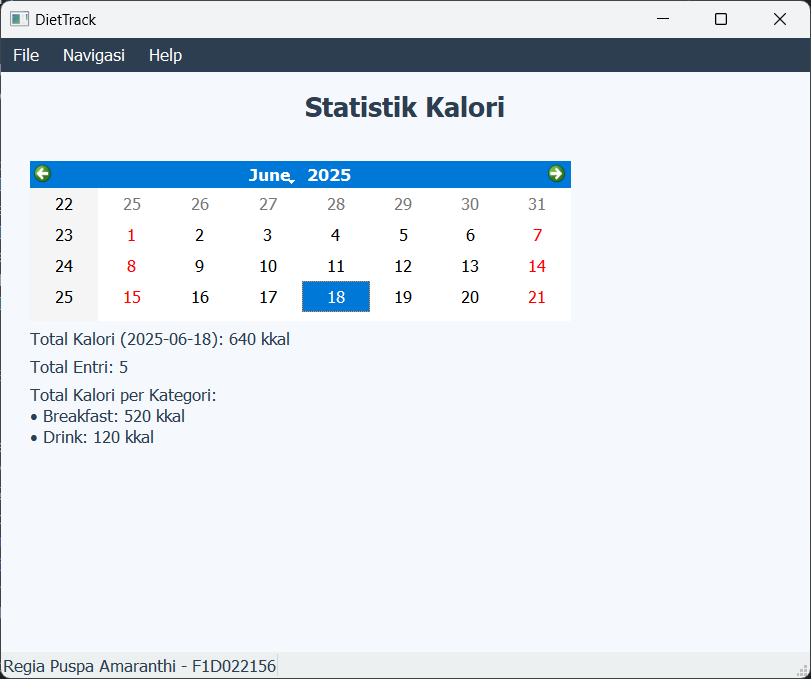 DietTrack
File Navigasi Help
Statistik Kalori
June, 2025
22 25 26 27 28 29 30 31
23 1 2 3 4 5 6 7
24 8 9 10 11 12 13 14
25 15 16 17 18 19 20 21
Total Kalori (2025-06-18): 640 kkal
Total Entri: 5
Total Kalori per Kategori:
• Breakfast: 520 kkal
• Drink: 120 kkal
Regia Puspa Amaranthi - F1D022156